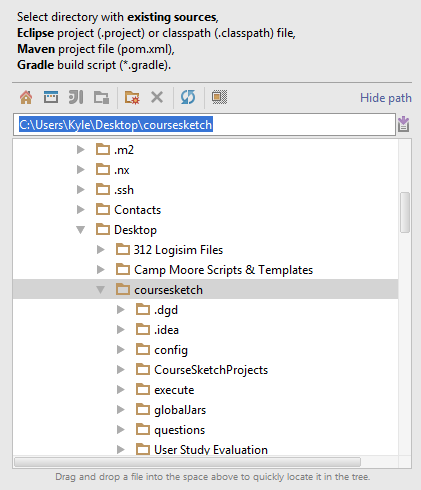 Select directory with existing sources,
Eclipse project (.project) or classpath (.classpath) file,
Maven project file (pom.xml),
Gradle build script (*.gradle).
Hide path
C:\Users\Kyle\Desktop\coursesketch
.m2
.nx
.ssh
Contacts
Desktop
312 Logisim Files
Camp Moore Scripts & Templates
coursesketch
.dgd
.idea
config
CourseSketchProjects
execute
globalJars
questions
User Study Evaluation
Drag and drop a file into the space above to quickly locate it in the tree.